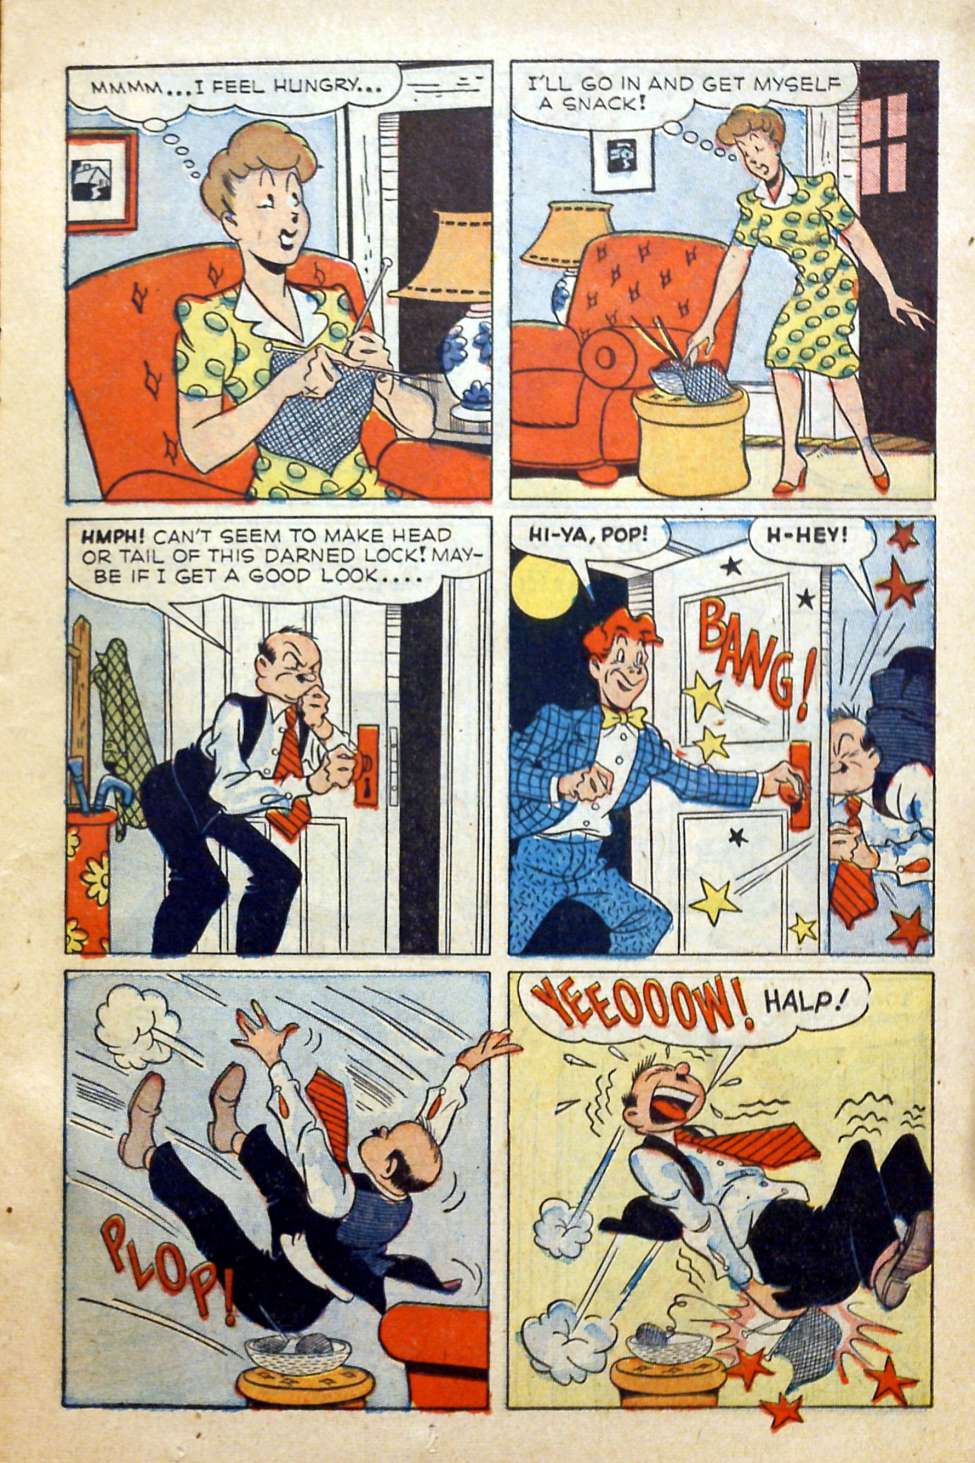 MMMM...I FEEL HUNGRY...
I'LL GO IN AND GET MYSELF
A SNACK!
HMPH! CAN'T SEEM TO MAKE HEAD
OR TAIL OF THIS DARNED LOCK! MAY-
BE IF I GET A GOOD LOOK....
HI-YA, POP!
H-HEY!
BANG!
PLOP!
YEEOOOW! HALP!